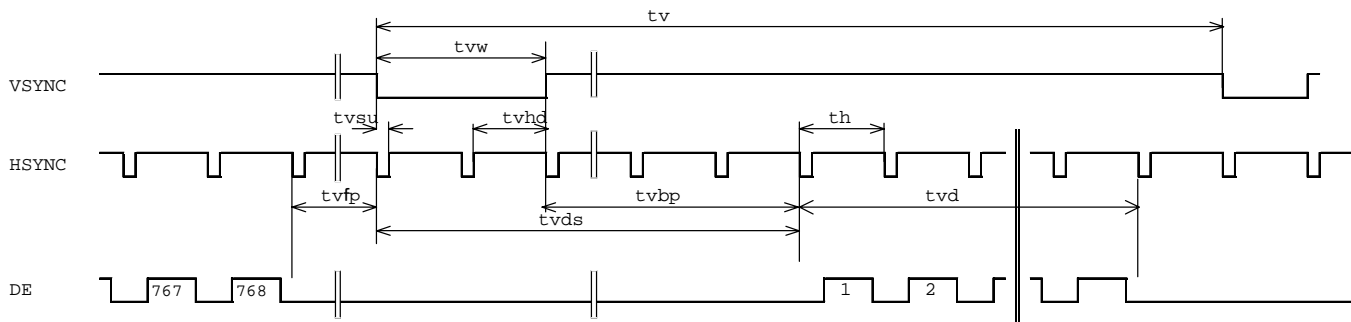 tv
tvw
VSYNC
tvsu
tvhd
th
HSYNC
tvfp
tvbp
tvd
tvds
DE
767
768
1
2